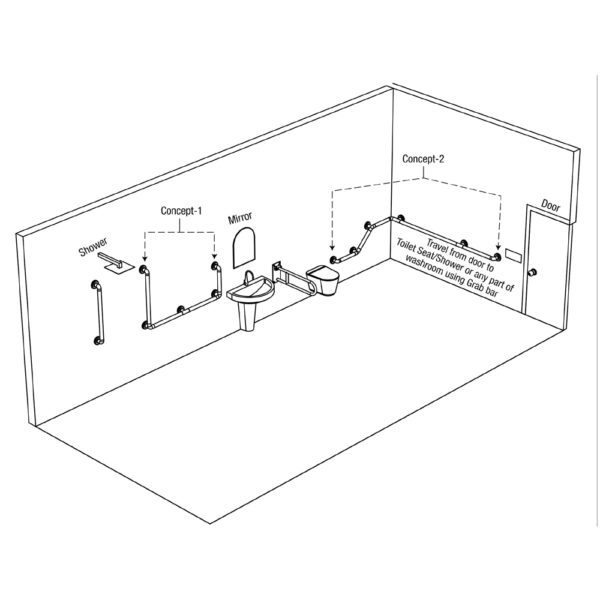 Concept-2
Door
Concept-1
Mirror
Shower
Travel from door to
Toilet Seat/Shower or any part of
washroom using Grab bar